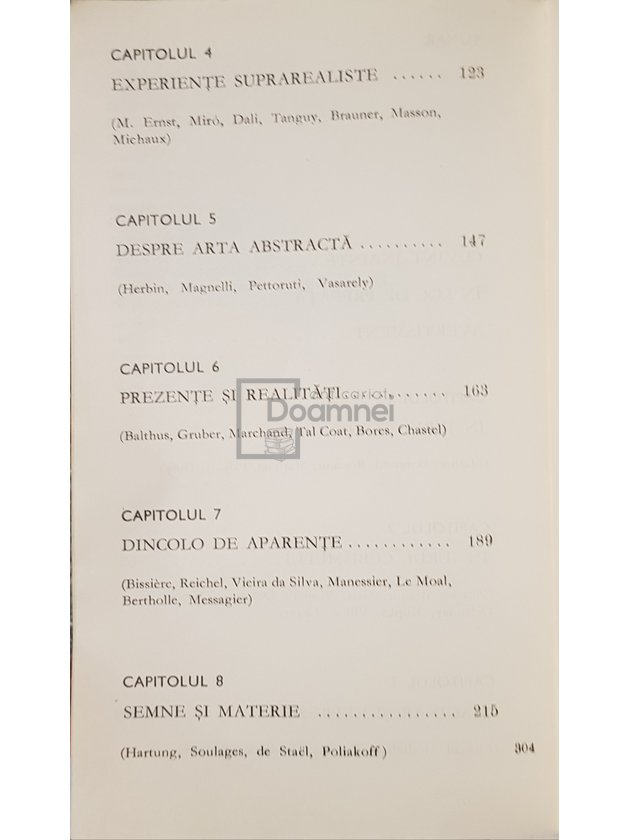 CAPITOLUL 4
EXPERIENȚE SUPRAREALISTE ...... 123
(M. Ernst, Miró, Dali, Tanguy, Brauner, Masson,
Michaux)
CAPITOLUL 5
DESPRE ARTA ABSTRACTĂ .......... 147
(Herbin, Magnelli, Pettoruti, Vasarely)
CAPITOLUL 6
PREZENȚE ȘI REALITĂȚI ........ 163
Doamnei
(Balthus, Gruber, Marchand, Tal Coat, Bores, Chastel)
CAPITOLUL 7
DINCOLO DE APARENȚE ............ 189
(Bissière, Reichel, Vieira da Silva, Manessier, Le Moal,
Bertholle, Messagier)
CAPITOLUL 8
SEMNE ȘI MATERIE ................ 215
(Hartung, Soulages, de Staël, Poliakoff)
304